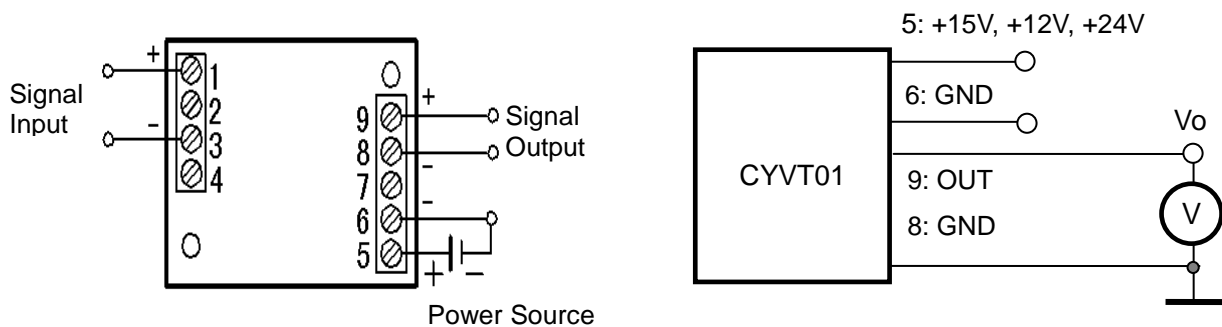 Signal
Input
+
-
1
2
3
4
9
8
7
6
5
+
-
-
+
-
Signal
Output
Power Source
CYVT01
5: +15V, +12V, +24V
6: GND
9: OUT
8: GND
Vo
V